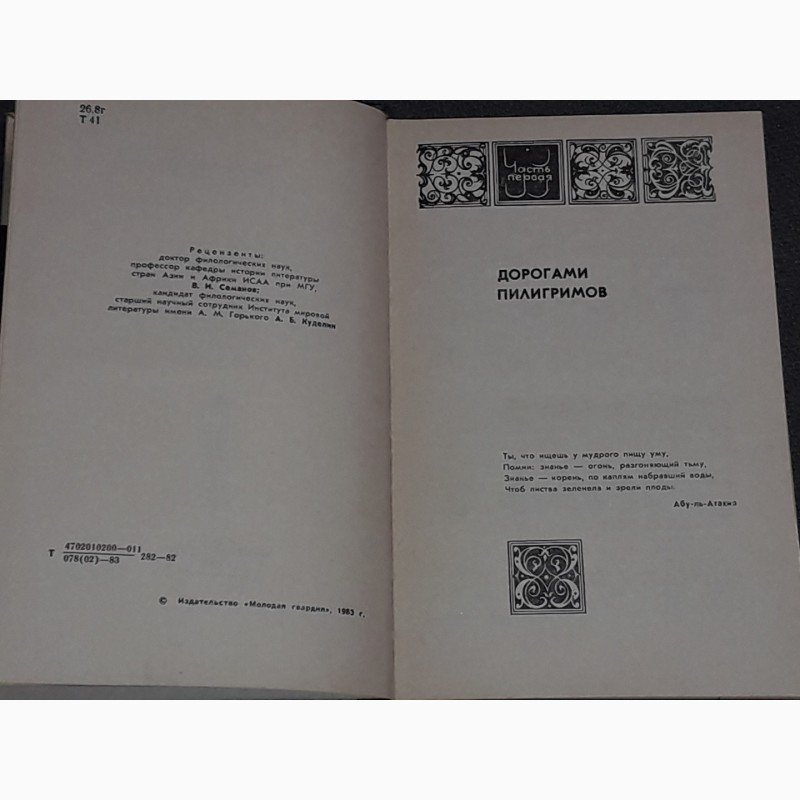 26.8г
Т 41
Рецензенты:
доктор филологических наук,
профессор кафедры истории литературы
стран Азии и Африки ИСАА при МГУ,
В. И. Семанов;
кандидат филологических наук,
старший научный сотрудник Института мировой
литературы имени А. М. Горького А. Б. Куделин
Т 4702010200—011
078(02)—83 282—82
© Издательство «Молодая гвардия», 1983 г.
Часть
первая
ДОРОГАМИ
ПИЛИГРИМОВ
Ты, что ищешь у мудрого пищу уму,
Помни: знанье — огонь, разгоняющий тьму,
Знанье — корень, по каплям набравший воды,
Чтоб листва зеленела и зрели плоды.
Абу-ль-Атахия